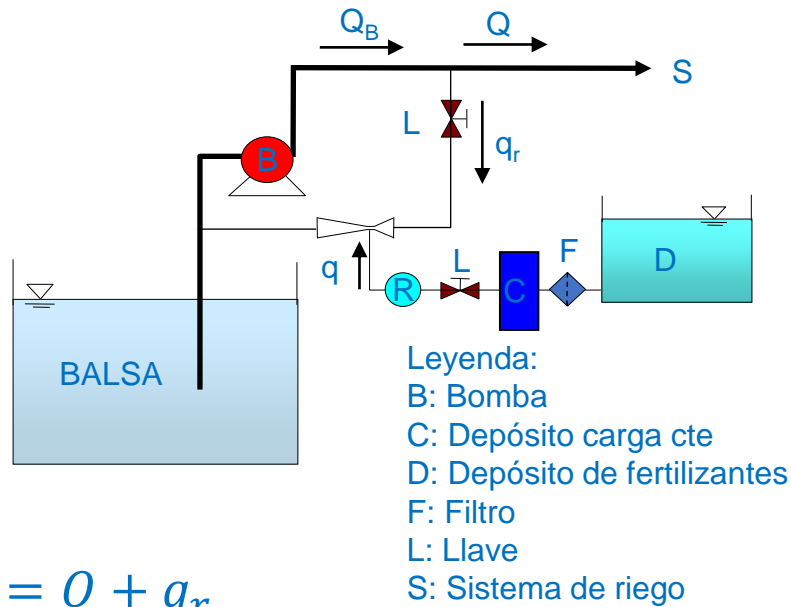 Q_B
Q
S
L
q_r
B
q
L
F
R
C
D
BALSA
Leyenda:
B: Bomba
C: Depósito carga cte
D: Depósito de fertilizantes
F: Filtro
L: Llave
S: Sistema de riego
= Q + q_r